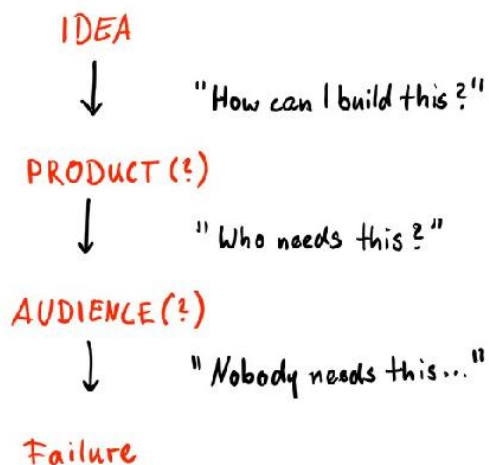 IDEA
"How can I build this?"
PRODUCT (?)
"Who needs this?"
AUDIENCE (?)
"Nobody needs this..."
Failure